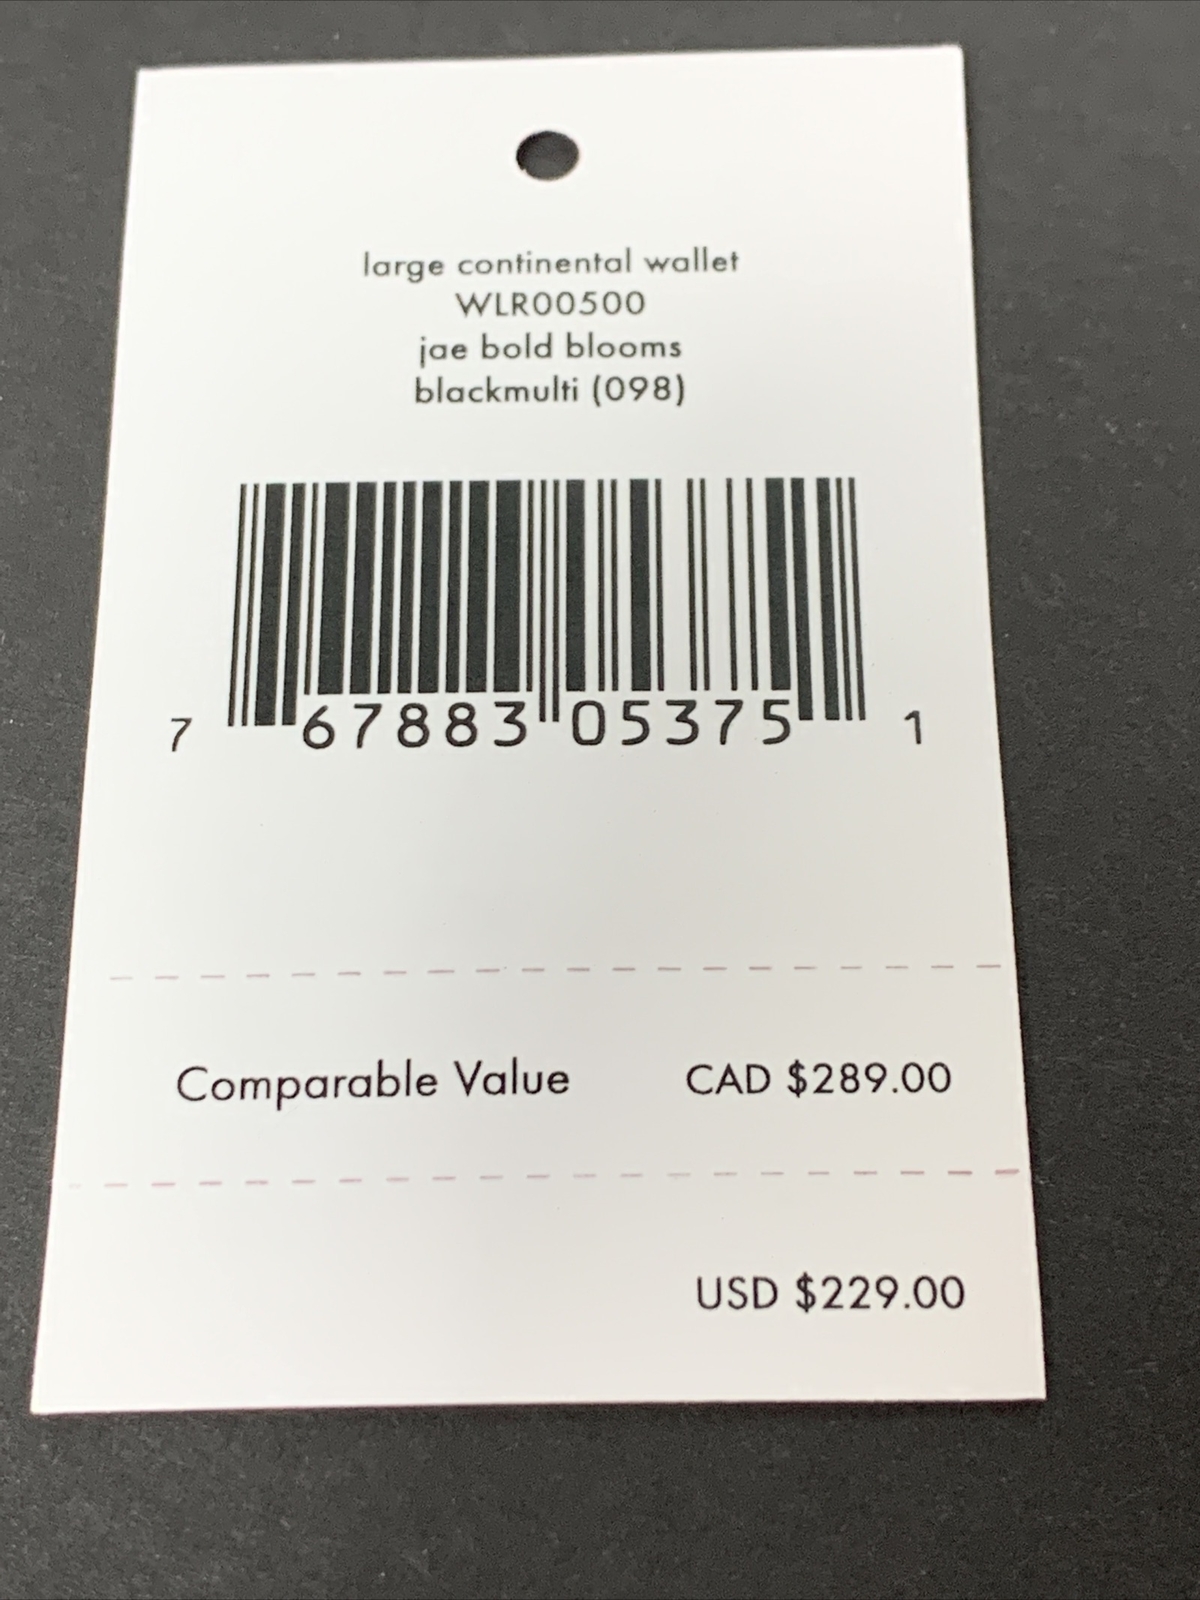 large continental wallet
WLR00500
jae bold blooms
blackmulti (098)
7 67883 05375 1
Comparable Value CAD $289.00
USD $229.00